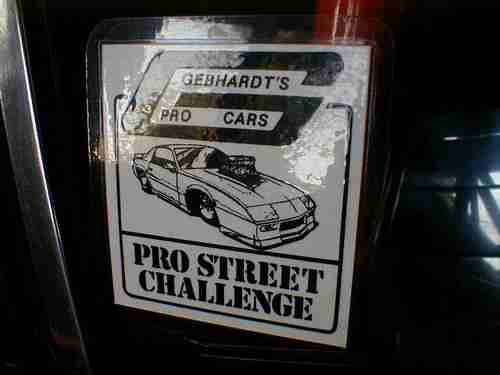 GEBHARDT'S
PRO CARS
PRO STREET
CHALLENGE